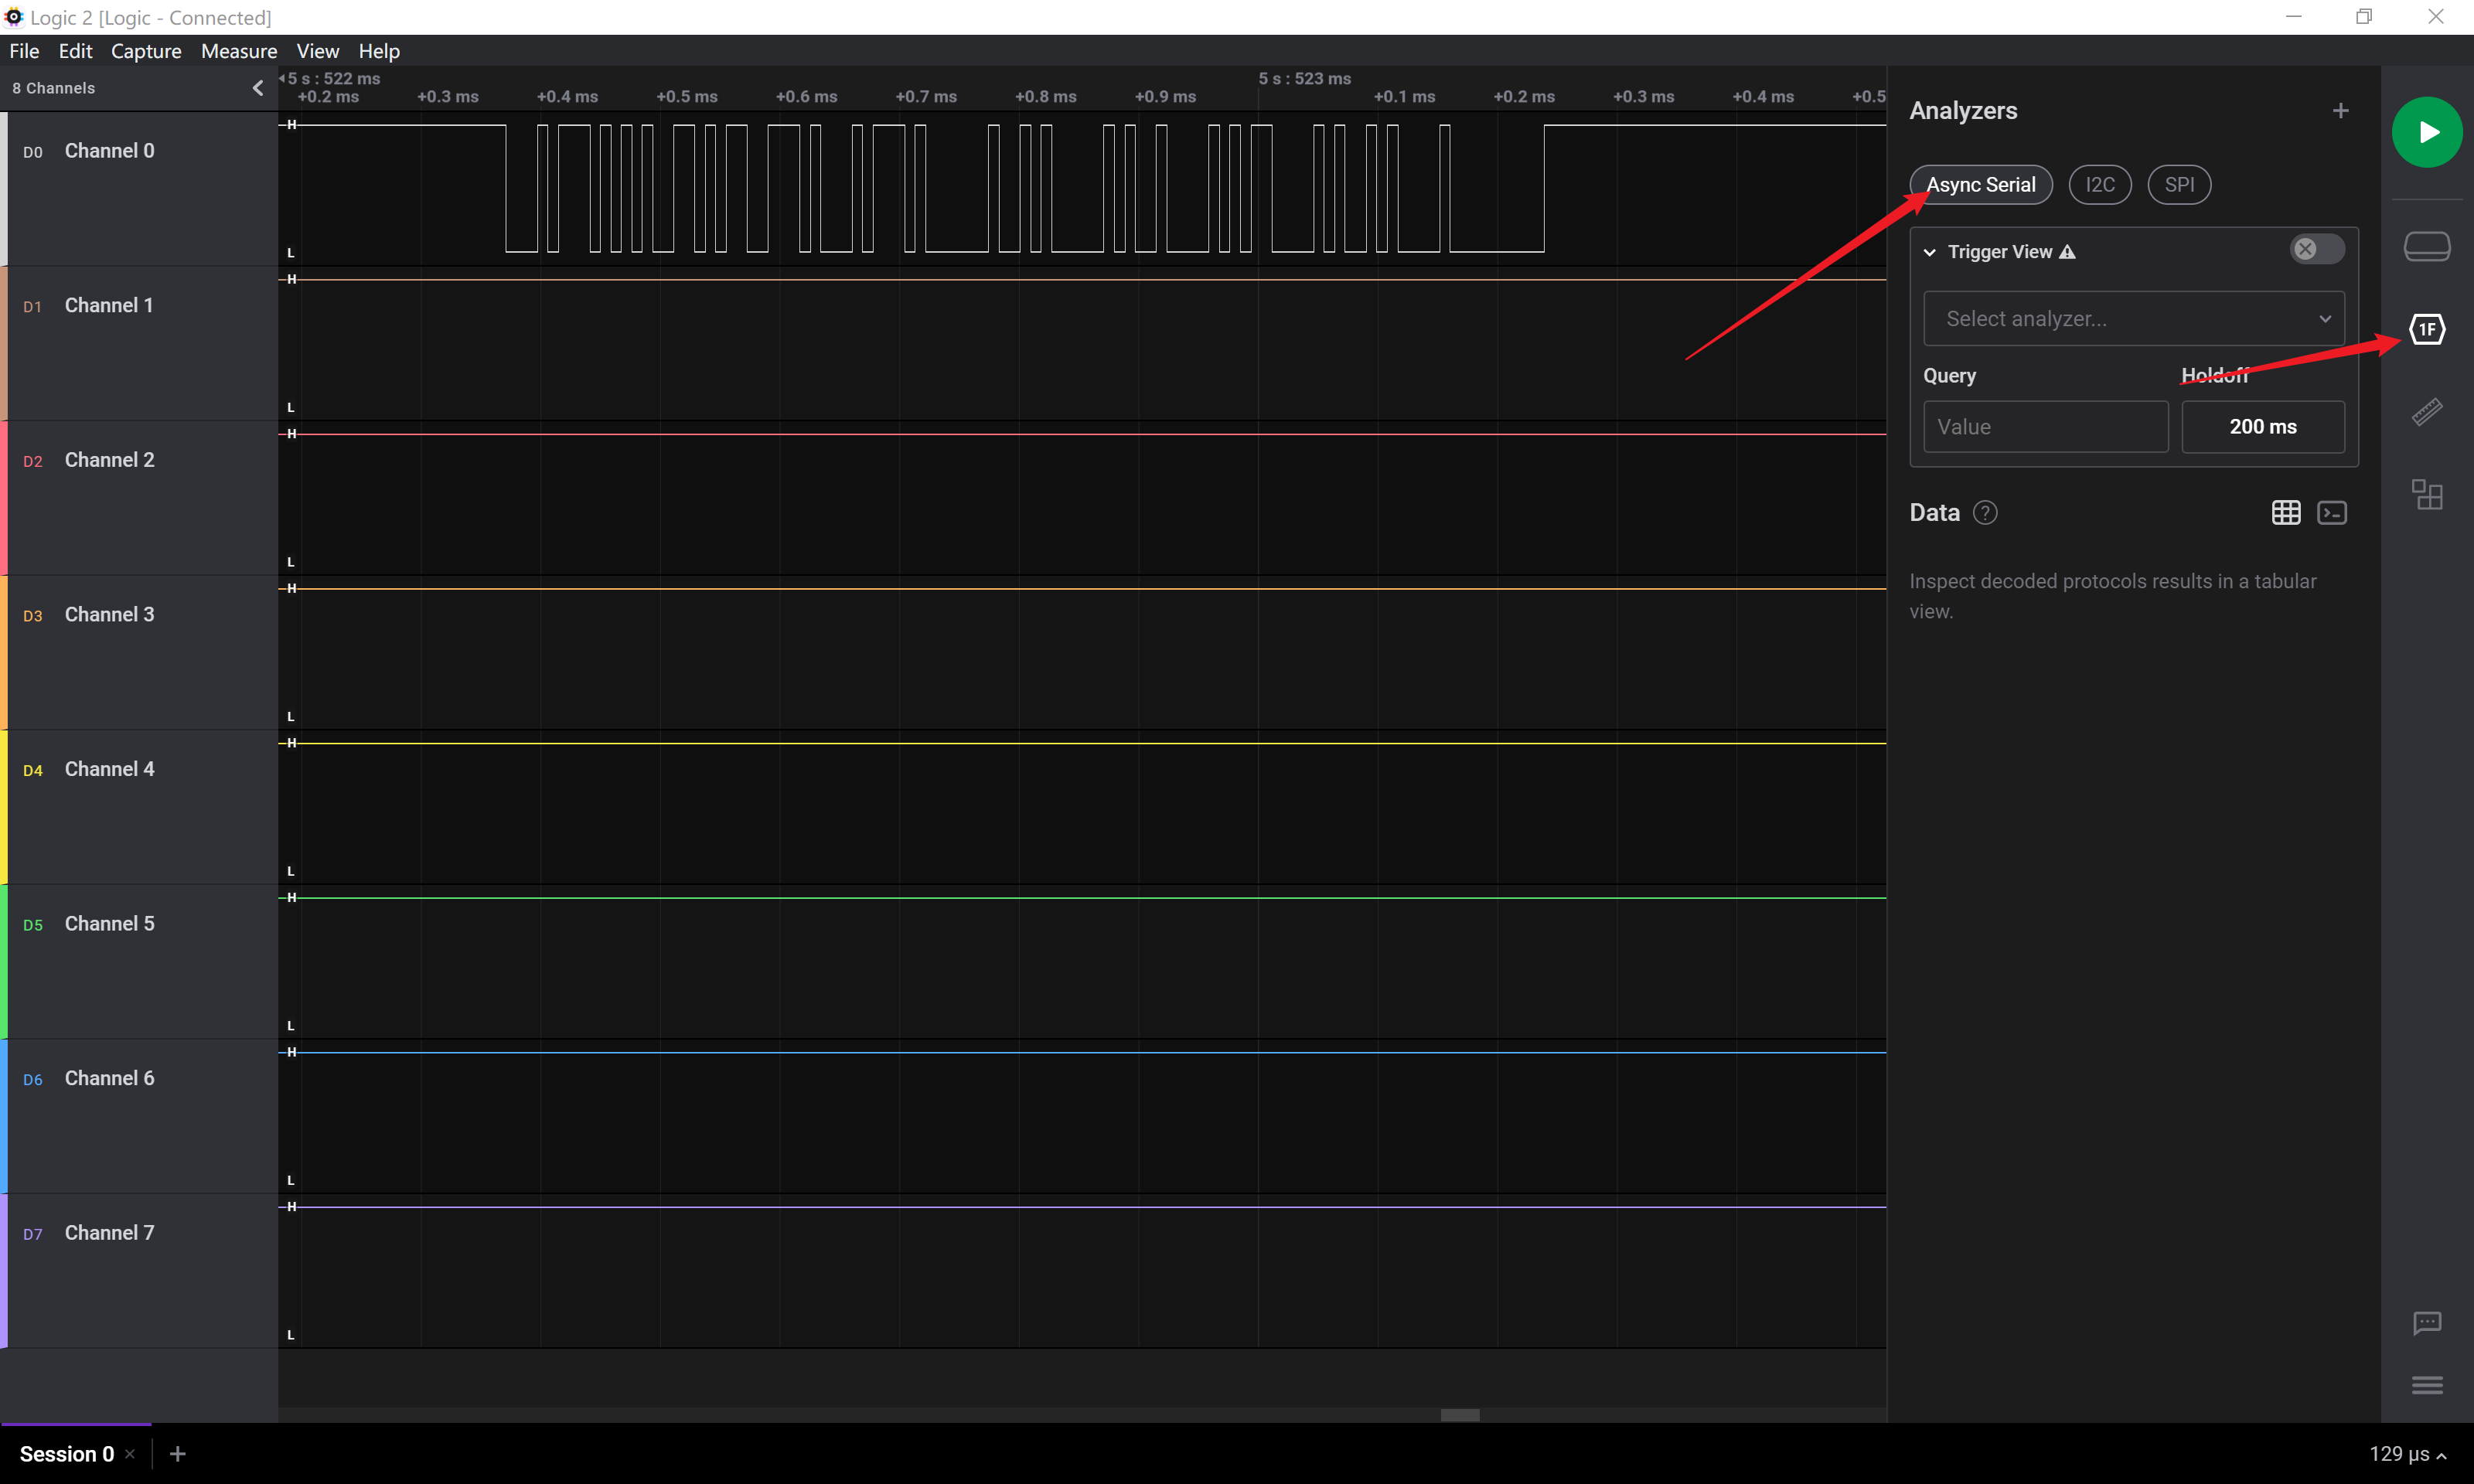 Logic 2 [Logic - Connected]
File Edit Capture Measure View Help
8 Channels
5 s : 522 ms
5 s : 523 ms
+0.2 ms +0.3 ms +0.4 ms +0.5 ms +0.6 ms +0.7 ms +0.8 ms +0.9 ms +0.1 ms +0.2 ms +0.3 ms +0.4 ms +0.5
D0 Channel 0
H
L
D1 Channel 1
H
L
D2 Channel 2
H
L
D3 Channel 3
H
L
D4 Channel 4
H
L
D5 Channel 5
H
L
D6 Channel 6
H
L
D7 Channel 7
H
L
Analyzers
Async Serial I2C SPI
Trigger View
Select analyzer...
Query Holdoff
Value 200 ms
Data ?
Inspect decoded protocols results in a tabular
view.
1F
Session 0
129 µs